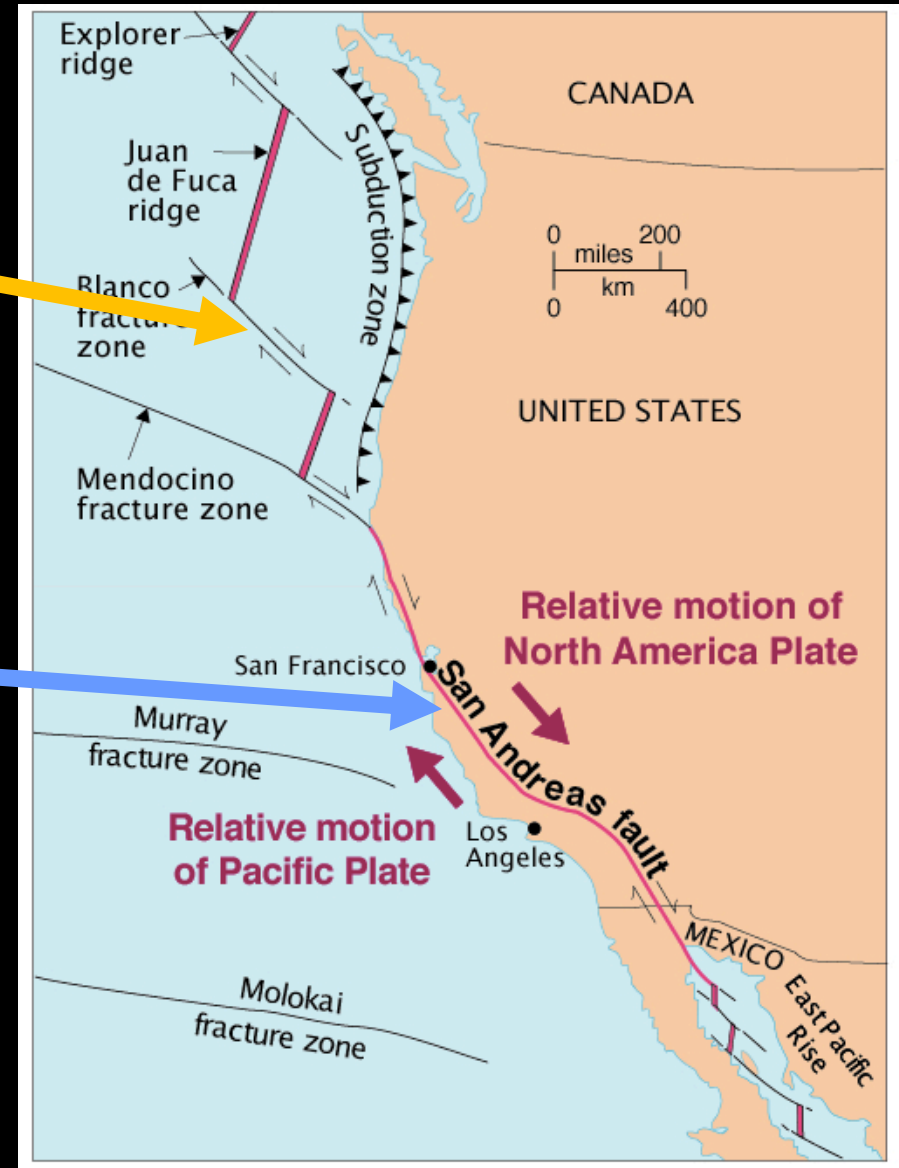 Explorer
ridge
CANADA
Juan
de Fuca
ridge
Subduction zone
0 200
miles
km
0 400
Blanco
fracture
zone
UNITED STATES
Mendocino
fracture zone
Relative motion of
North America Plate
San Francisco
San Andreas fault
Murray
fracture zone
Relative motion
of Pacific Plate
Los
Angeles
MEXICO
East Pacific
Rise
Molokai
fracture zone